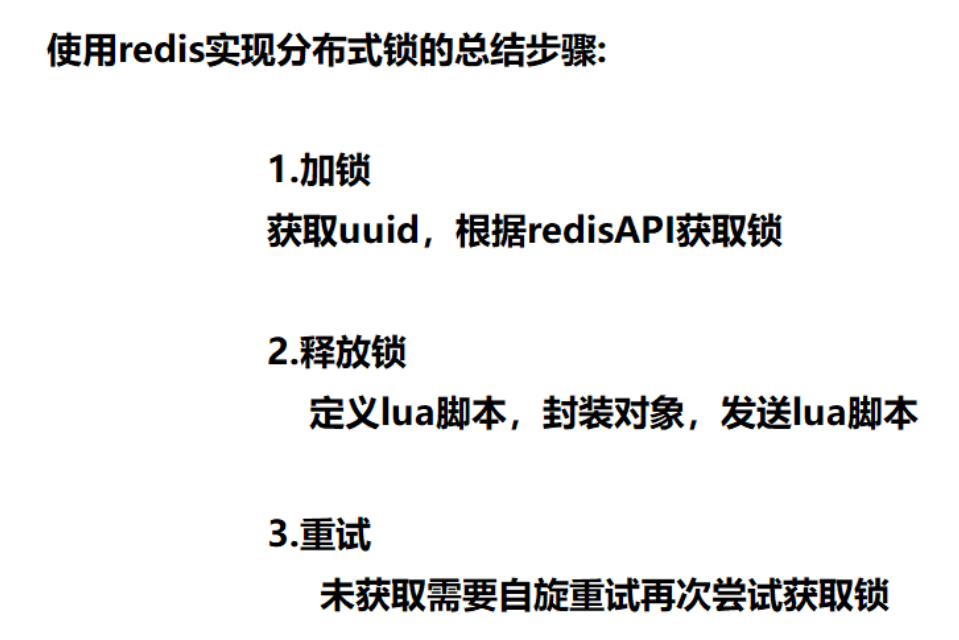 使用redis实现分布式锁的总结步骤:
1.加锁
获取uuid，根据redisAPI获取锁
2.释放锁
定义lua脚本，封装对象，发送lua脚本
3.重试
未获取需要自旋重试再次尝试获取锁